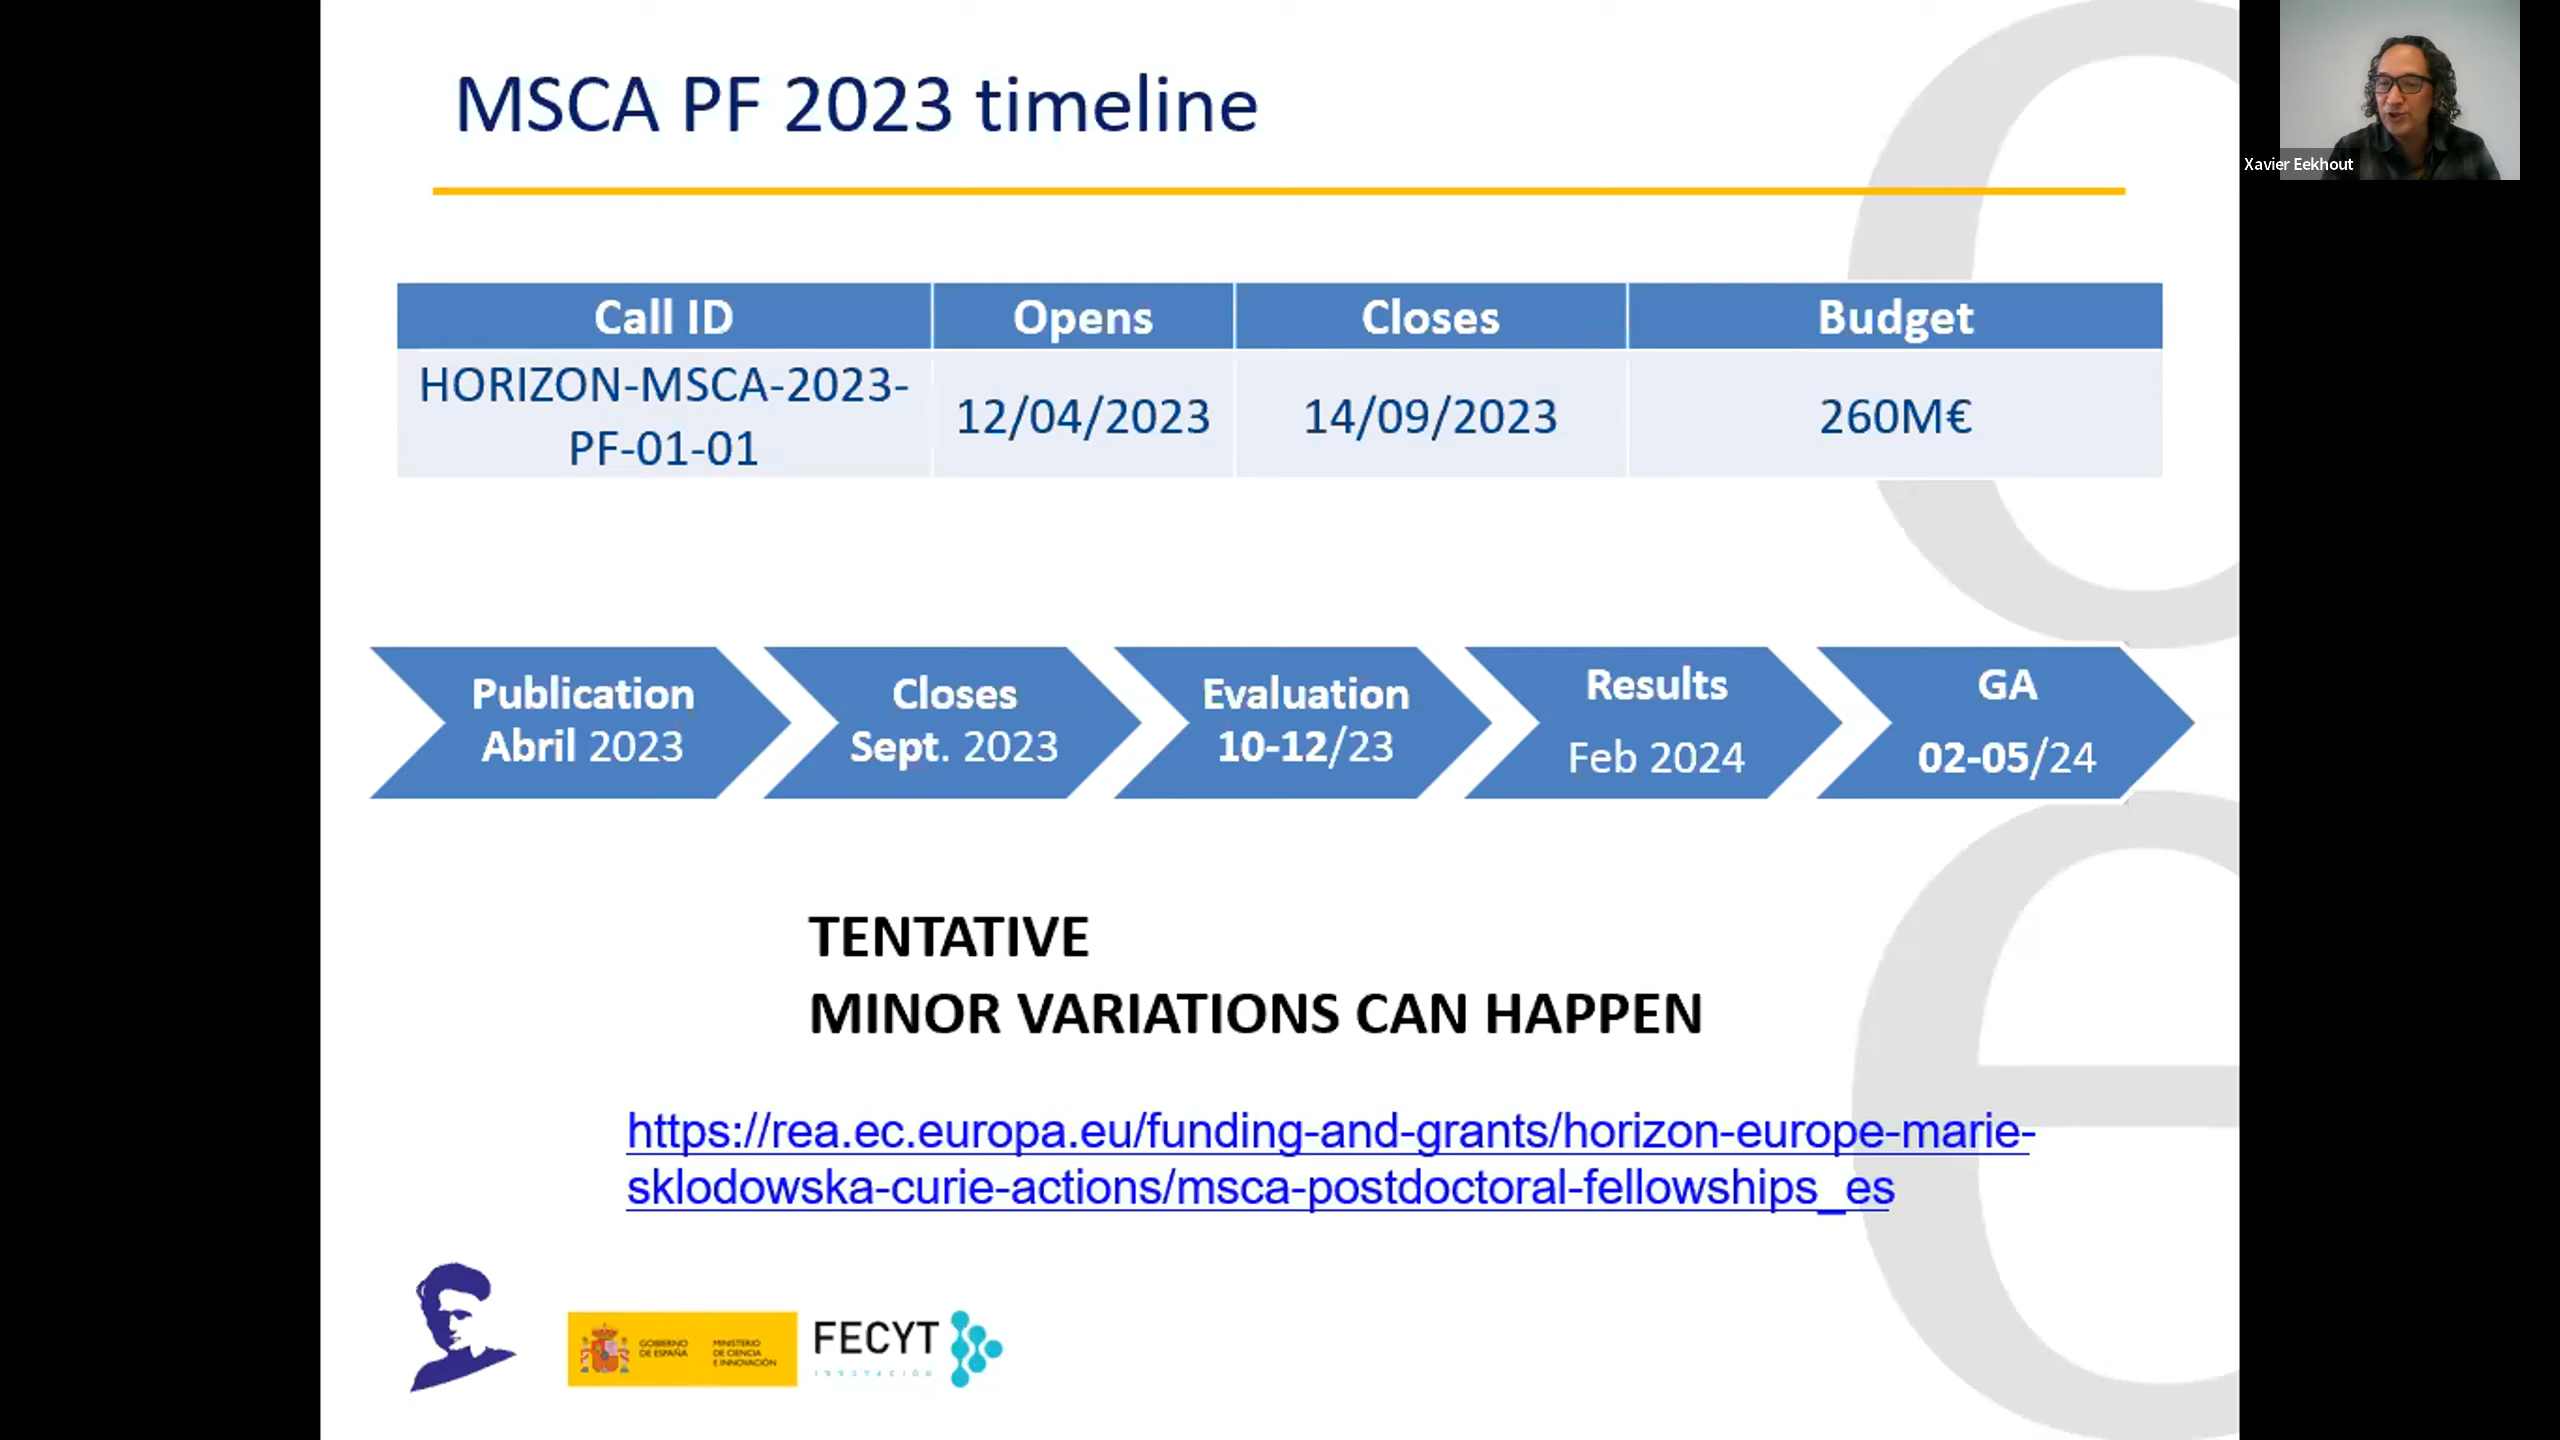 MSCA PF 2023 timeline
Xavier Eekhout
Call ID
Opens
Closes
Budget
HORIZON-MSCA-2023-
PF-01-01
12/04/2023
14/09/2023
260M€
Publication
Abril 2023
Closes
Sept. 2023
Evaluation
10-12/23
Results
Feb 2024
GA
02-05/24
TENTATIVE
MINOR VARIATIONS CAN HAPPEN
https://rea.ec.europa.eu/funding-and-grants/horizon-europe-marie-
sklodowska-curie-actions/msca-postdoctoral-fellowships_es
GOBIERNO
DE ESPAÑA
MINISTERIO
DE CIENCIA
E INNOVACIÓN
FECYT
INNOVACIÓN